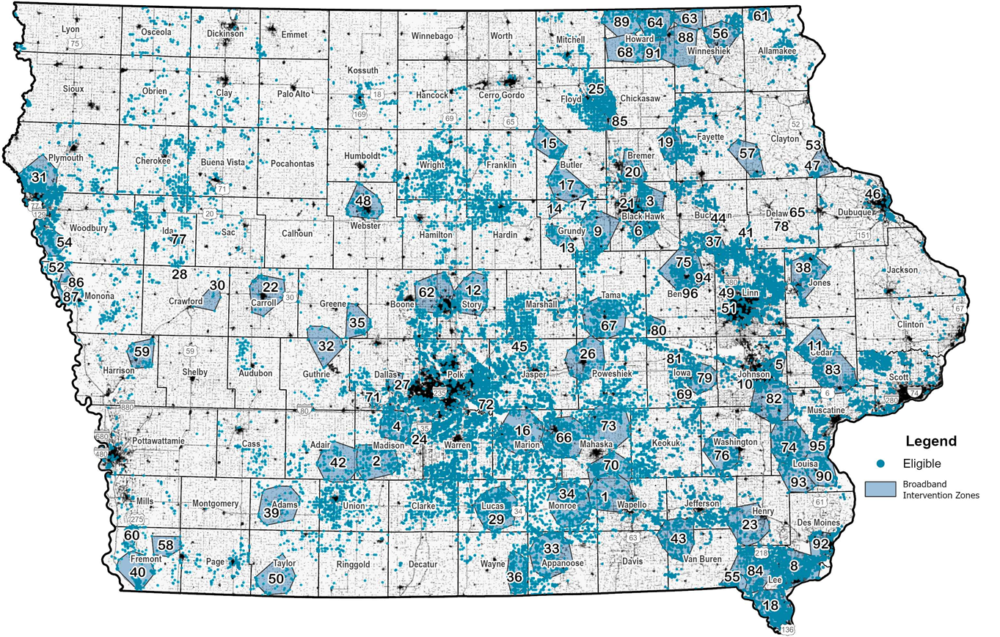 89 64 63 61
Lyon Osceola Dickinson Emmet Winnebago Worth Mitchell Howard 88 56
75 68 91 Winneshiek Allamakee
Kossuth
Sioux Obrien Clay Palo Alto 18 Hancock Cerro Gordo Floyd 25 Chickasaw
169 69 65 85 52
15 19 Fayette Clayton 53
Plymouth Cherokee Buena Vista Pocahontas Humboldt Wright Franklin Butler Bremer 57 47
31 71 17 20
48 14 7 21 3 46
77 129 20 Webster Black Hawk 44 Delaw 65 Dubuque
Woodbury Ida Sac Calhoun Hamilton Hardin Grundy 9 6 41 78 151
54 77 13 37
52 28 75 38 Jackson
86 30 22 62 12 94 380 Jones
87 Monona Crawford Carroll 30 Greene Boone Story Marshall Tama Ben 96 49 Linn 67
35 67 51 Clinton
32 45 80 11
59 59 26 81 5 Cedar
Harrison Shelby Audubon Guthrie Dallas 27 Polk Jasper Poweshiek Iowa 79 Johnson 83 Scott
71 235 69 10 6 280 74
880 80 72 82 Muscatine
680 4 35 16 66 73
480 Pottawattamie Cass Adair Madison 24 Warren Marion Mahaska Keokuk Washington 74 95
42 2 70 76 Louisa
93 90
Mills Montgomery Adams Union Clarke Lucas 34 34 Monroe 1 Wapello Jefferson Henry 61
275 39 29 23 Des Moines
60 58 33 63 43 218 92
Fremont Page Taylor Ringgold Decatur Wayne Appanoose Davis Van Buren 8
40 50 36 55 84 Lee
18
136
Legend
Eligible
Broadband
Intervention Zones